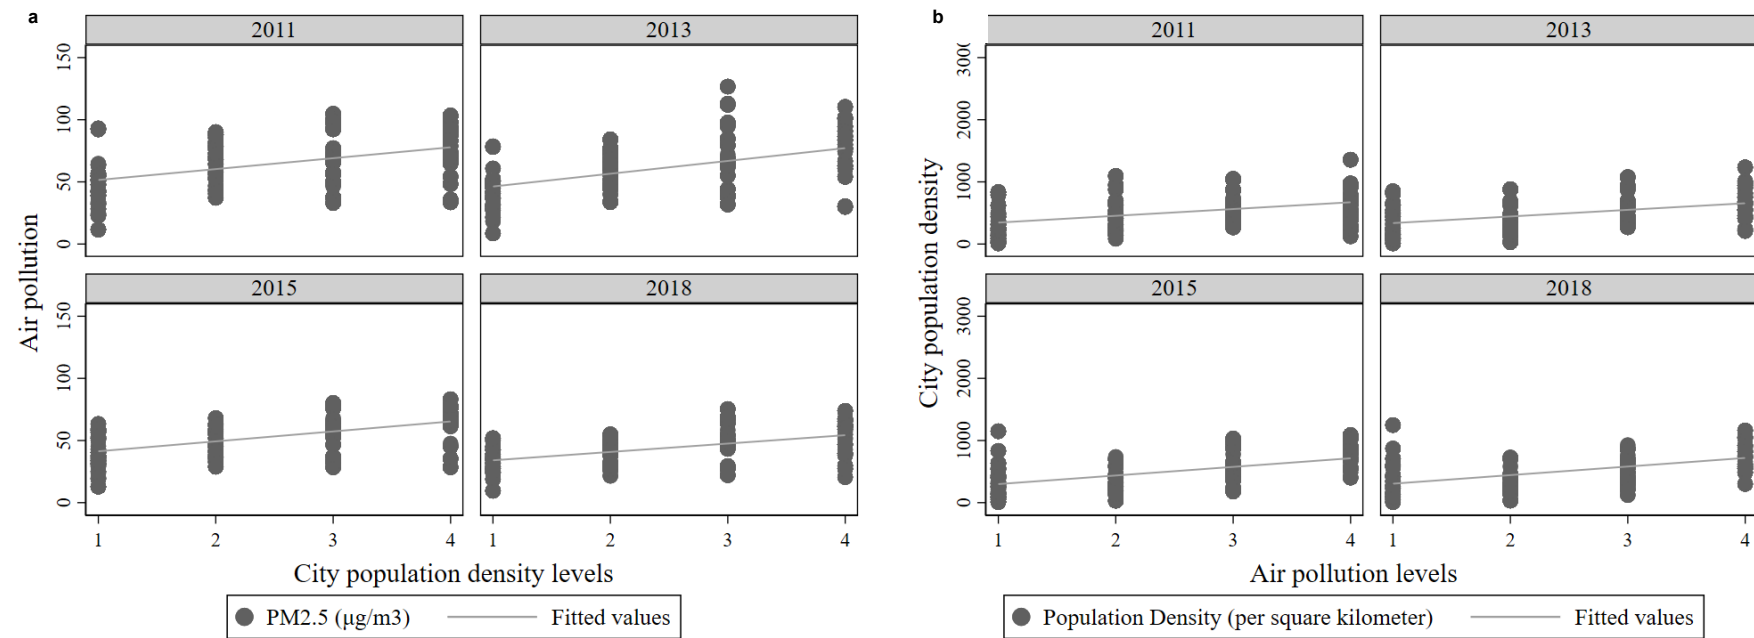 a
2011
2013
150
100
50
0
2015
2018
150
100
50
0
Air pollution
1 2 3 4
1 2 3 4
City population density levels
PM2.5 (μg/m3) Fitted values
b
2011
2013
3000
2000
1000
0
2015
2018
3000
2000
1000
0
City population density
1 2 3 4
1 2 3 4
Air pollution levels
Population Density (per square kilometer) Fitted values